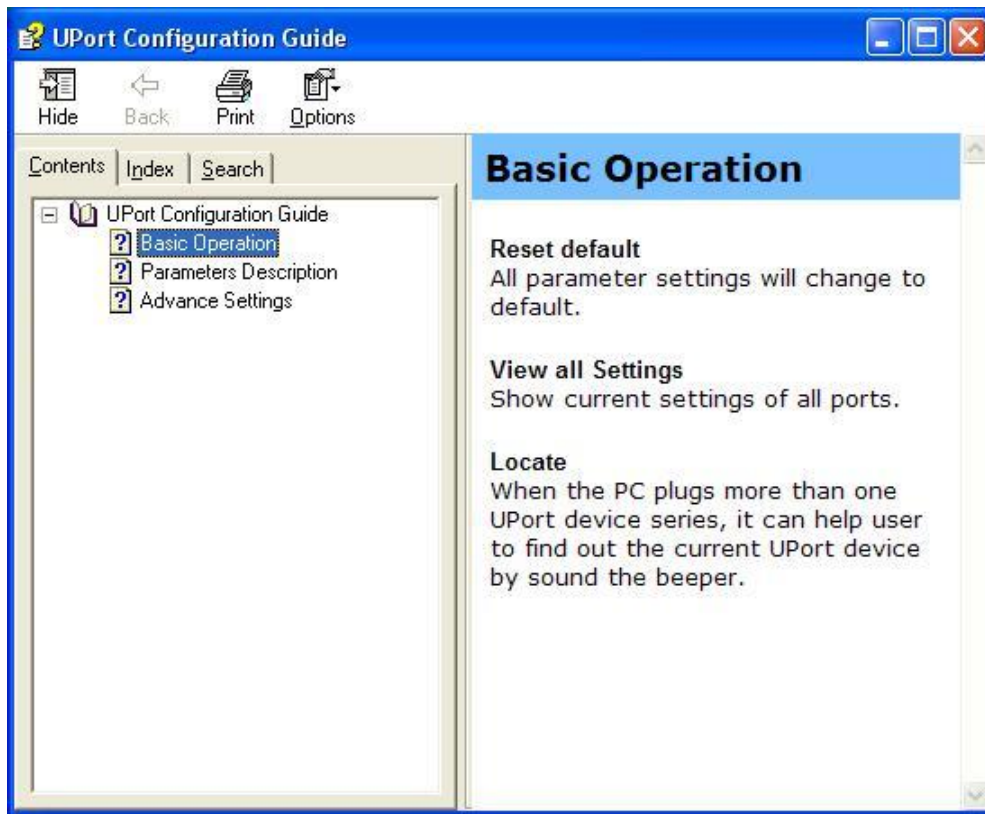 UPort Configuration Guide
Hide Back Print Options
Contents Index Search
UPort Configuration Guide
Basic Operation
Parameters Description
Advance Settings
Basic Operation
Reset default
All parameter settings will change to
default.
View all Settings
Show current settings of all ports.
Locate
When the PC plugs more than one
UPort device series, it can help user
to find out the current UPort device
by sound the beeper.